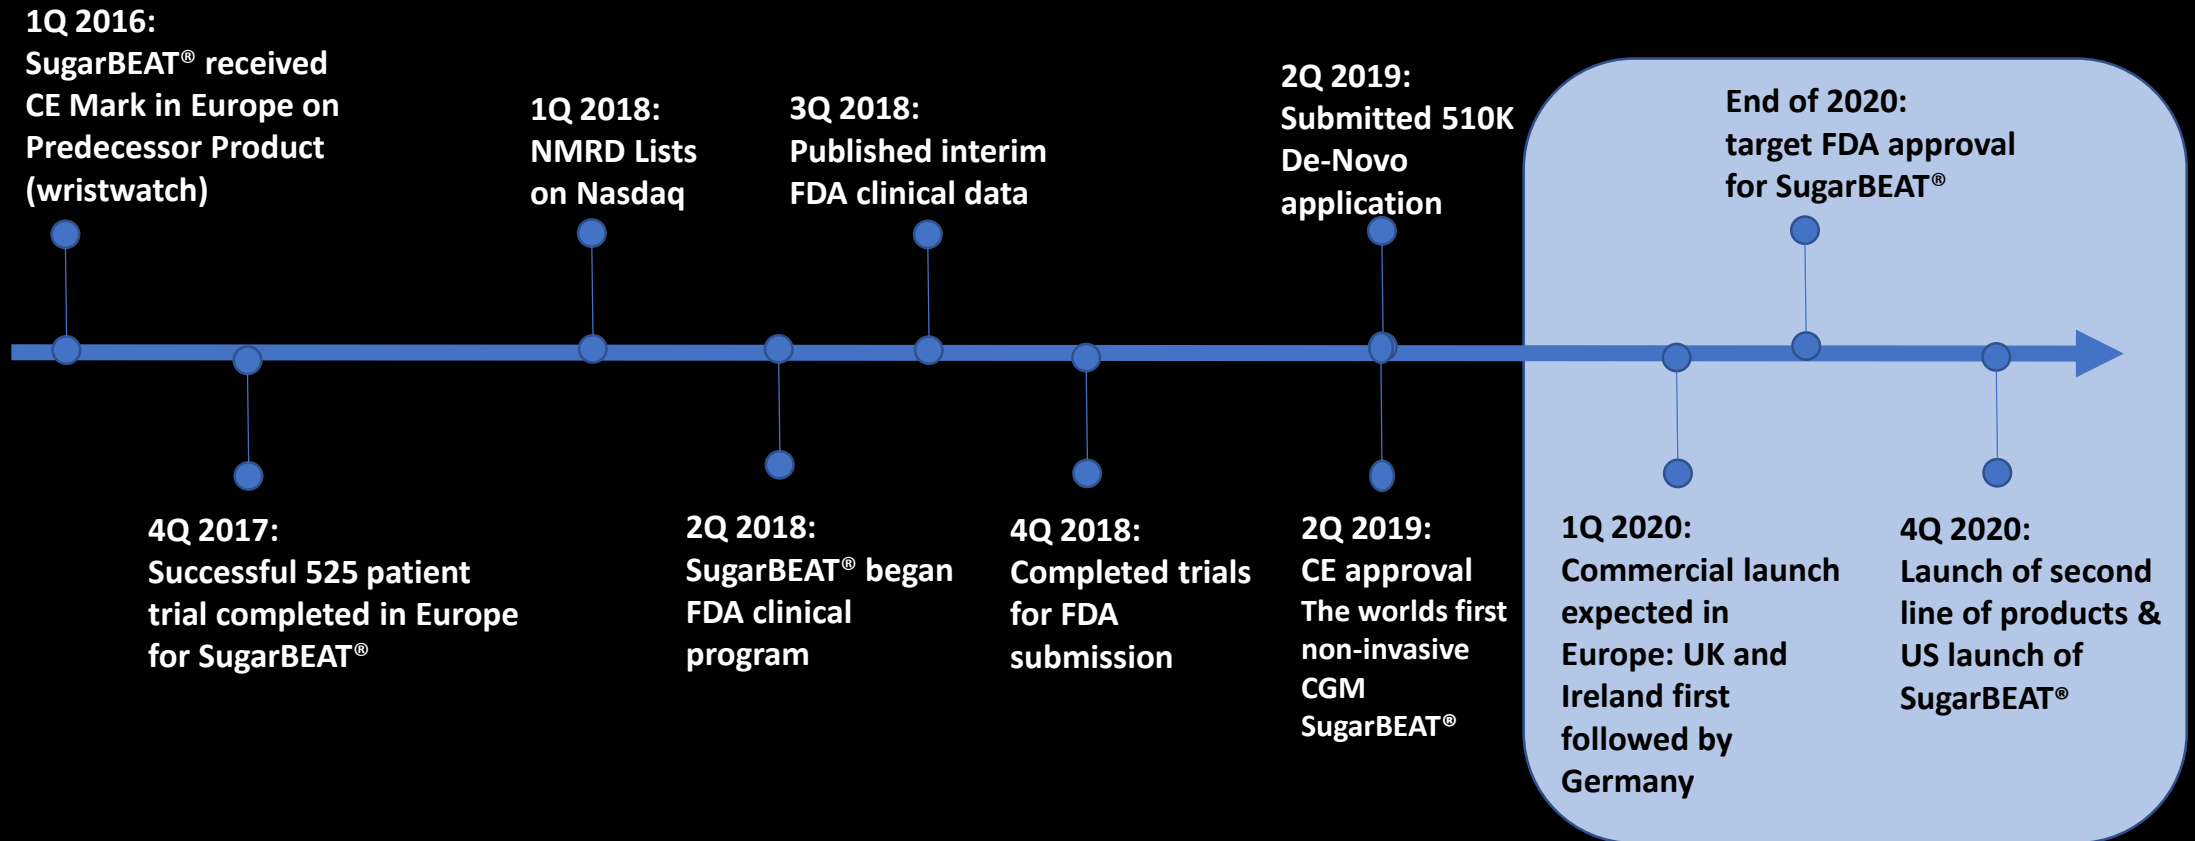 1Q 2016:
SugarBEAT® received
CE Mark in Europe on
Predecessor Product
(wristwatch)
4Q 2017:
Successful 525 patient
trial completed in Europe
for SugarBEAT®
1Q 2018:
NMRD Lists
on Nasdaq
2Q 2018:
SugarBEAT® began
FDA clinical
program
3Q 2018:
Published interim
FDA clinical data
4Q 2018:
Completed trials
for FDA
submission
2Q 2019:
Submitted 510K
De-Novo
application
2Q 2019:
CE approval
The worlds first
non-invasive
CGM
SugarBEAT®
1Q 2020:
Commercial launch
expected in
Europe: UK and
Ireland first
followed by
Germany
End of 2020:
target FDA approval
for SugarBEAT®
4Q 2020:
Launch of second
line of products &
US launch of
SugarBEAT®